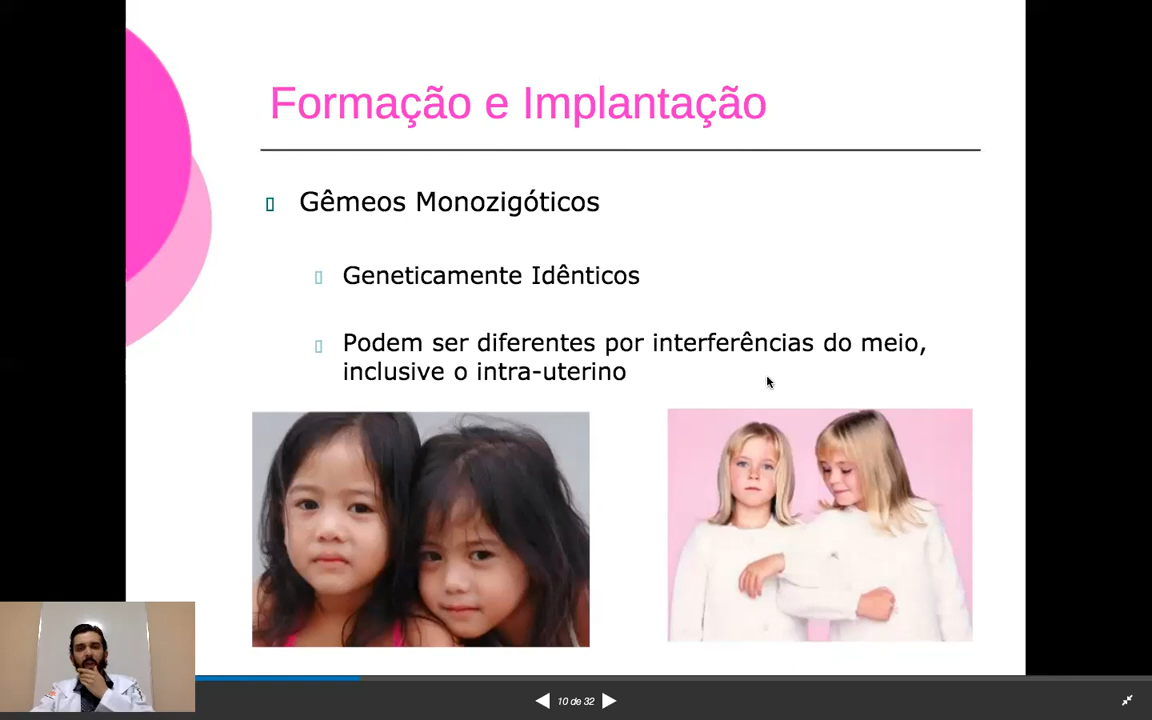 Formação e Implantação
Gêmeos Monozigóticos
Geneticamente Idênticos
Podem ser diferentes por interferências do meio,
inclusive o intra-uterino
10 de 32